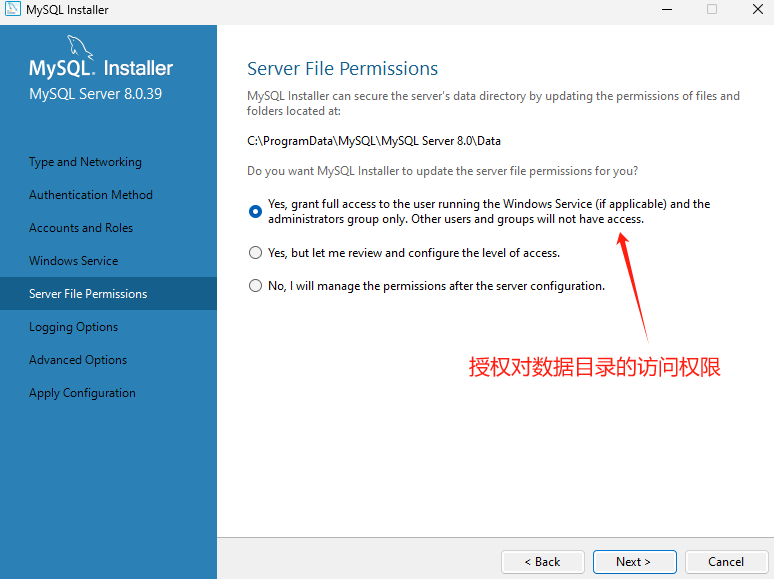 MySQL Installer
MySQL. Installer
MySQL Server 8.0.39
Type and Networking
Authentication Method
Accounts and Roles
Windows Service
Server File Permissions
Logging Options
Advanced Options
Apply Configuration
Server File Permissions
MySQL Installer can secure the server's data directory by updating the permissions of files and
folders located at:
C:\ProgramData\MySQL\MySQL Server 8.0\Data
Do you want MySQL Installer to update the server file permissions for you?
Yes, grant full access to the user running the Windows Service (if applicable) and the
administrators group only. Other users and groups will not have access.
Yes, but let me review and configure the level of access.
No, I will manage the permissions after the server configuration.
授权对数据目录的访问权限
< Back
Next >
Cancel